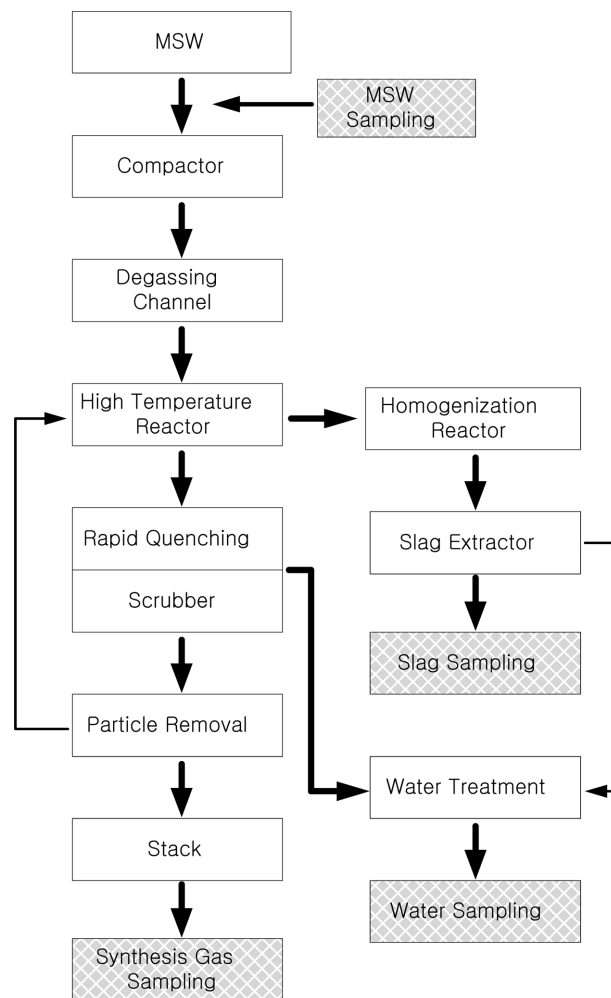 MSW
MSW
Sampling
Compactor
Degassing
Channel
High Temperature
Reactor
Homogenization
Reactor
Rapid Quenching
Slag Extractor
Scrubber
Slag Sampling
Particle Removal
Water Treatment
Stack
Water Sampling
Synthesis Gas
Sampling